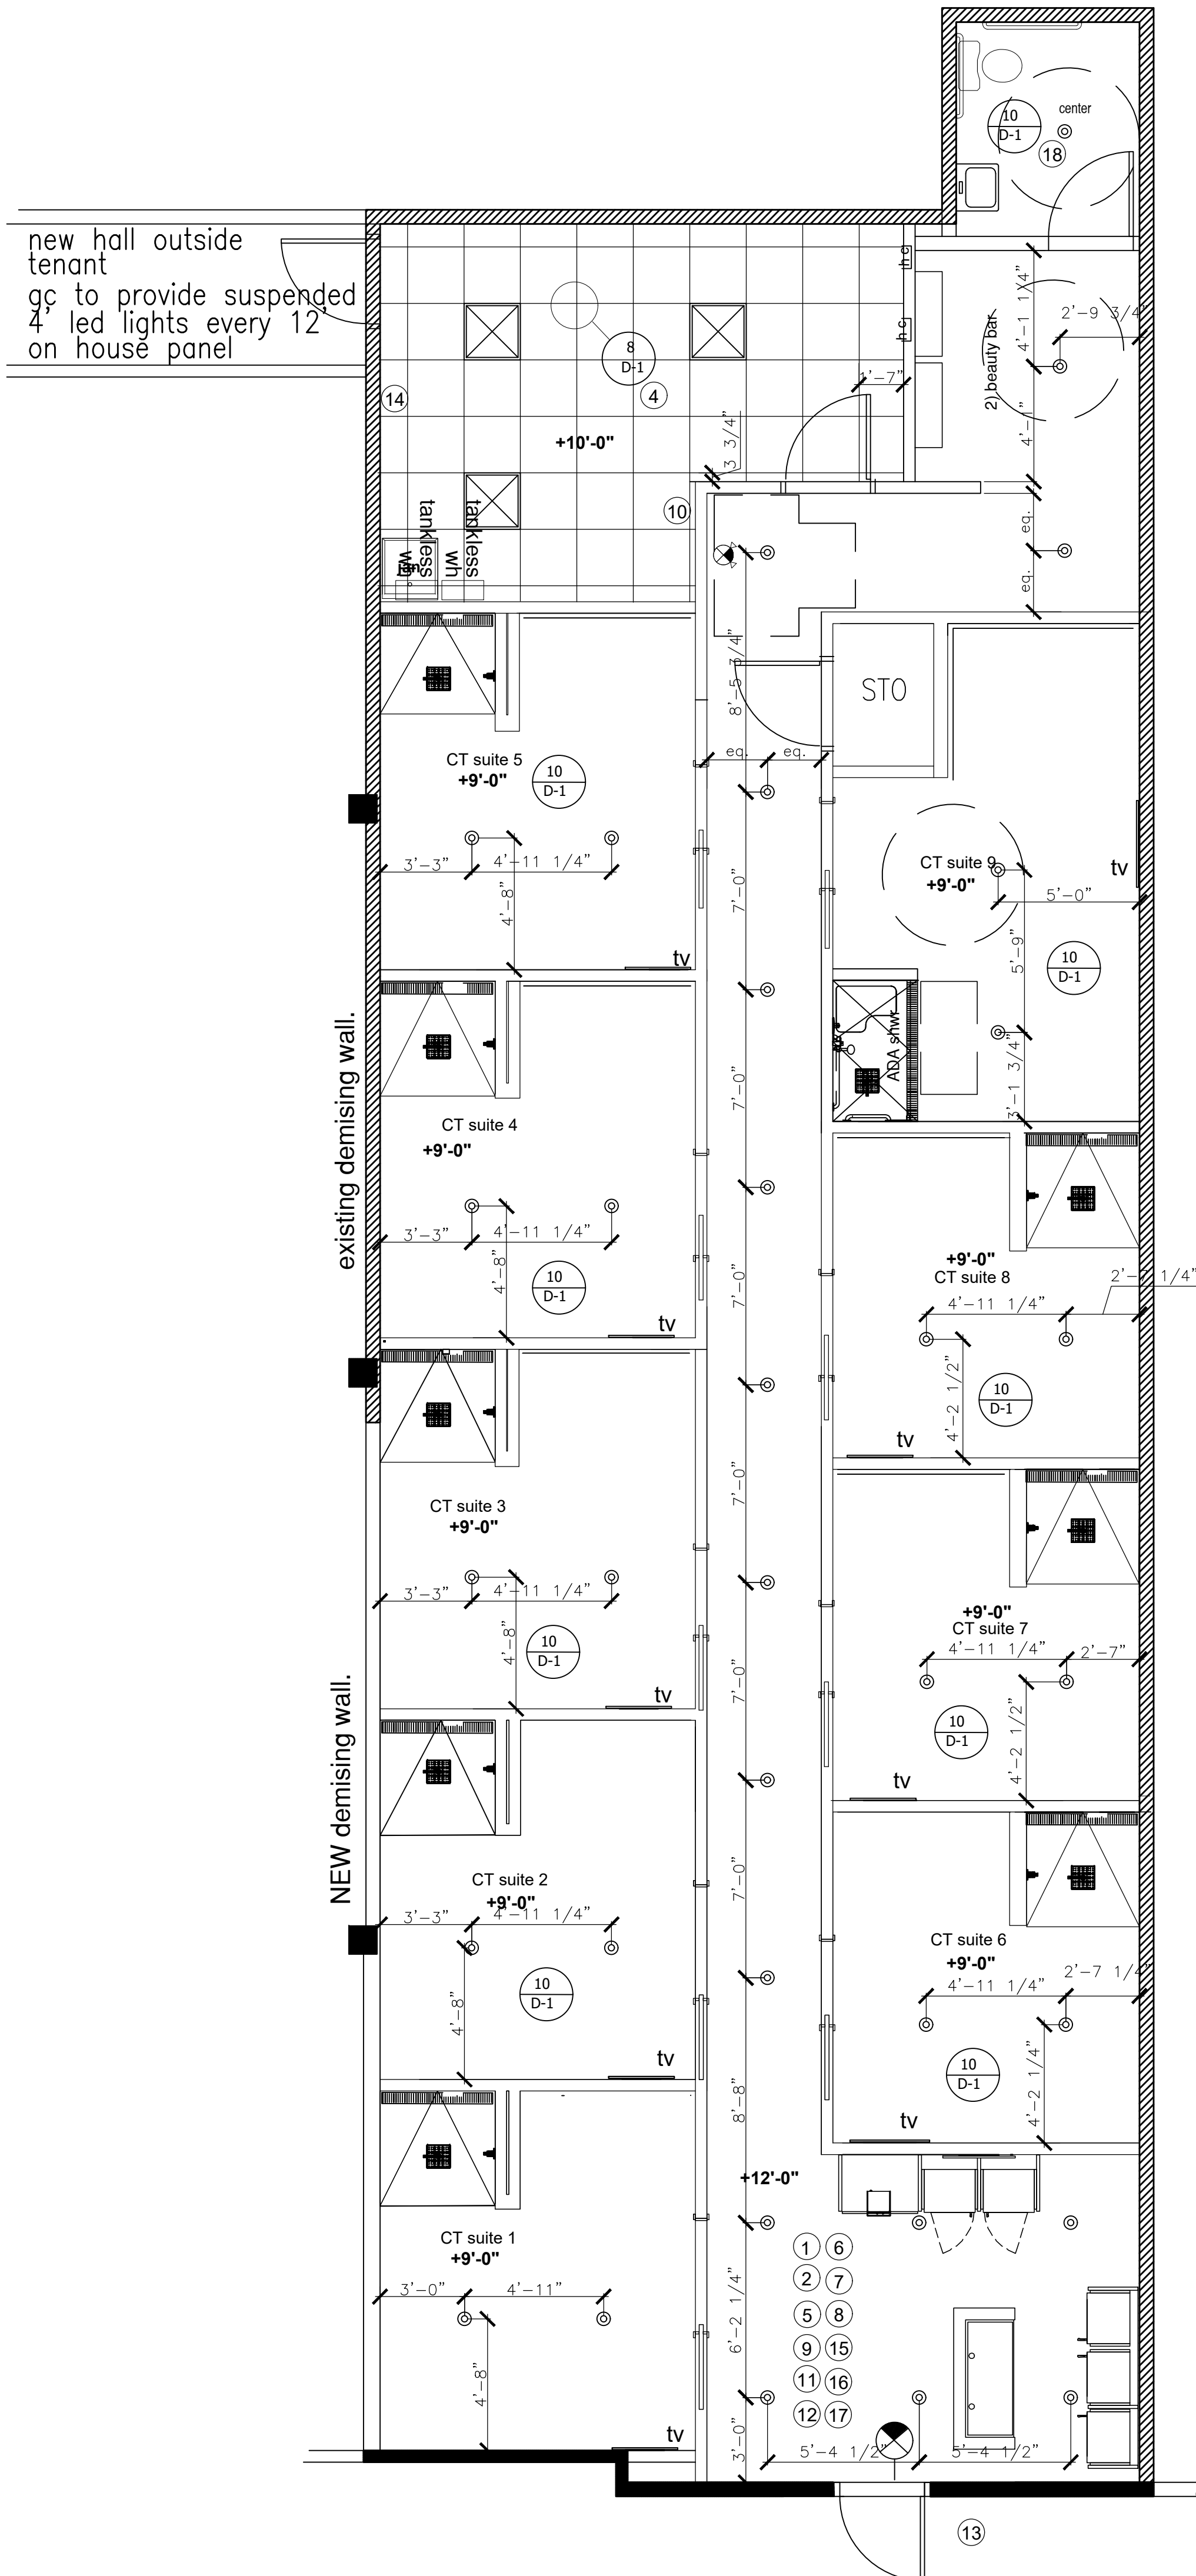 10
D-1
center
18
new hall outside
tenant
gc to provide suspended
4' led lights every 12'
on house panel
h c
h c
2) beauty bar
4'-1 1/4"
2'-9 3/4"
4'-1"
8
D-1
4
14
1'-7"
3 3/4"
+10'-0"
10
tankless
wh
tankless
wh
jan
eq.
eq.
8'-5 3/4"
STO
eq.
eq.
CT suite 5
+9'-0"
10
D-1
3'-3"
4'-11 1/4"
4'-8"
tv
7'-0"
CT suite 9
+9'-0"
tv
5'-0"
5'-9"
10
D-1
3'-1 3/4"
ADA shwr
existing demising wall.
CT suite 4
+9'-0"
3'-3"
4'-11 1/4"
4'-8"
10
D-1
tv
7'-0"
7'-0"
+9'-0"
CT suite 8
2'-7 1/4"
4'-11 1/4"
4'-2 1/2"
10
D-1
tv
CT suite 3
+9'-0"
3'-3"
4'-11 1/4"
4'-8"
10
D-1
tv
7'-0"
7'-0"
+9'-0"
CT suite 7
4'-11 1/4"
2'-7"
4'-2 1/2"
10
D-1
tv
NEW demising wall.
CT suite 2
+9'-0"
3'-3"
4'-11 1/4"
4'-8"
10
D-1
tv
7'-0"
8'-8"
CT suite 6
+9'-0"
4'-11 1/4"
2'-7 1/4"
10
D-1
4'-2 1/4"
tv
+12'-0"
CT suite 1
+9'-0"
3'-0"
4'-11"
4'-8"
tv
6'-2 1/4"
3'-0"
1 6
2 7
5 8
9 15
11 16
12 17
5'-4 1/2"
5'-4 1/2"
13